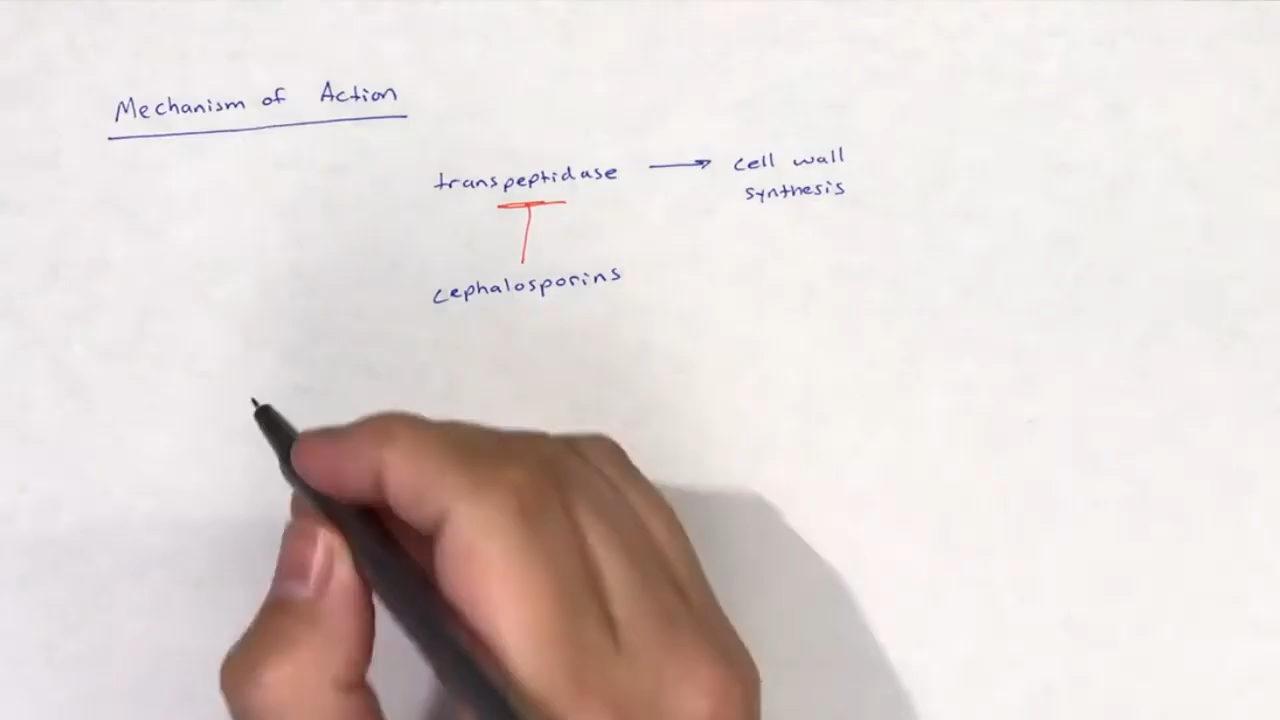 Mechanism of Action
transpeptidase → cell wall
synthesis
cephalosporins